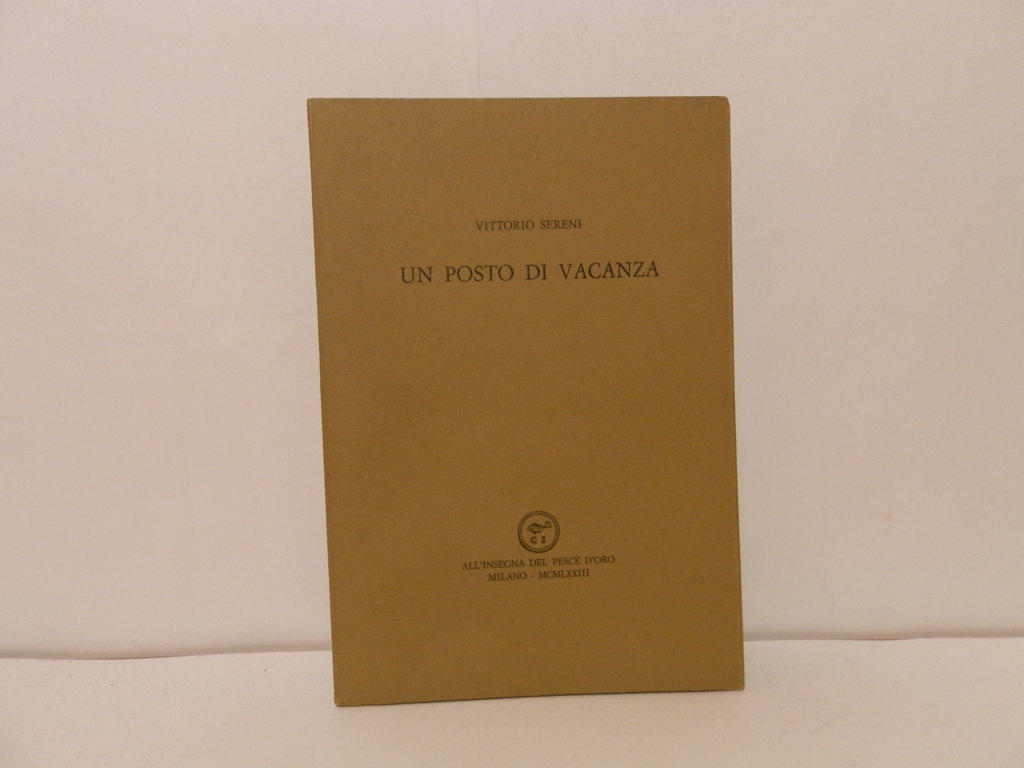 VITTORIO SERENI
UN POSTO DI VACANZA
G S
ALL'INSEGNA DEL PESCE D'ORO
MILANO - MCMLXXIII